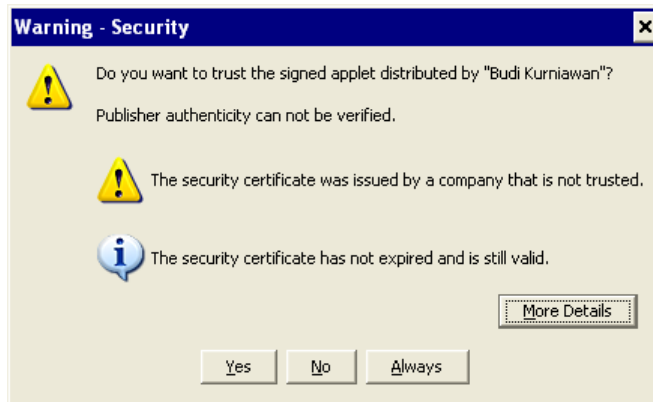 Warning - Security
Do you want to trust the signed applet distributed by "Budi Kurniawan"?
Publisher authenticity can not be verified.
The security certificate was issued by a company that is not trusted.
The security certificate has not expired and is still valid.
More Details
Yes No Always